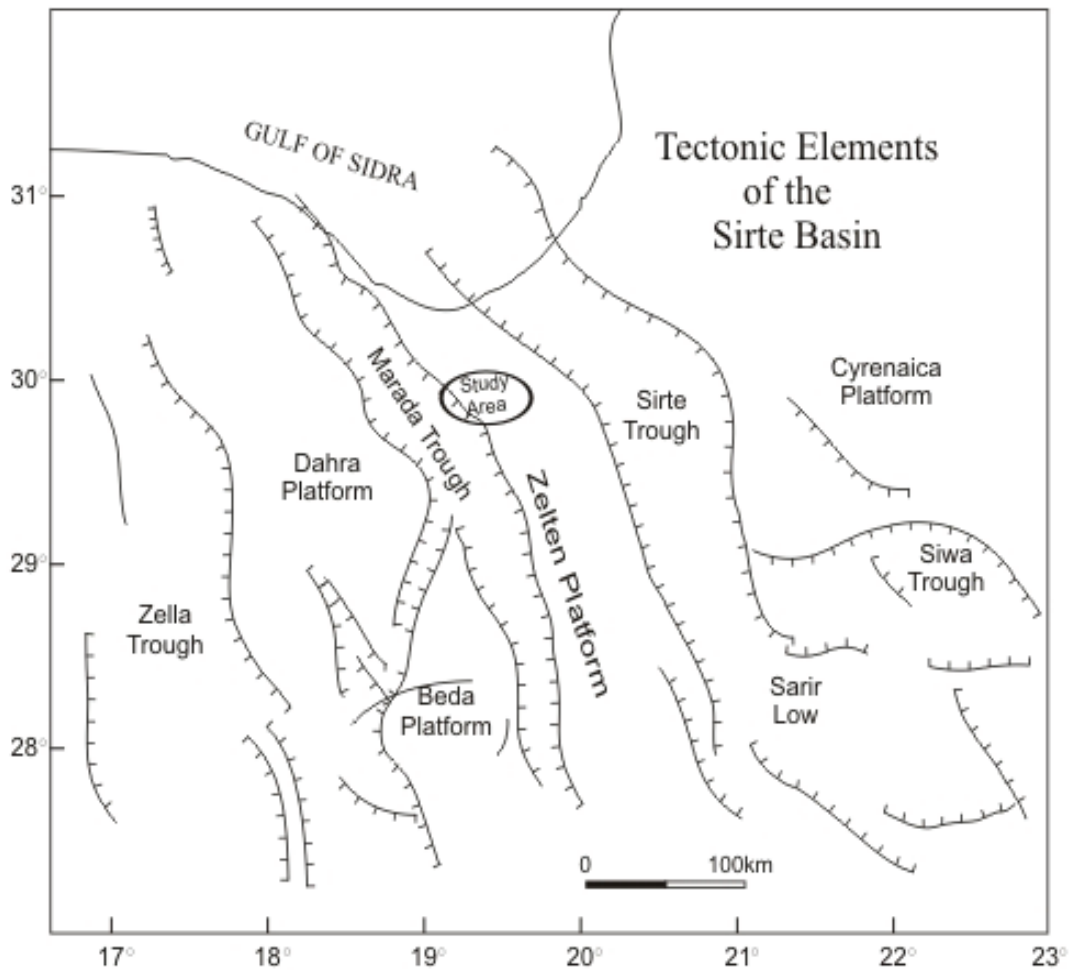 GULF OF SIDRA
Tectonic Elements
of the
Sirte Basin
31°
30°
29°
28°
Marada Trough
Study
Area
Sirte
Trough
Cyrenaica
Platform
Dahra
Platform
Zelten Platform
Siwa
Trough
Zella
Trough
Beda
Platform
Sarir
Low
0 100km
17° 18° 19° 20° 21° 22° 23°